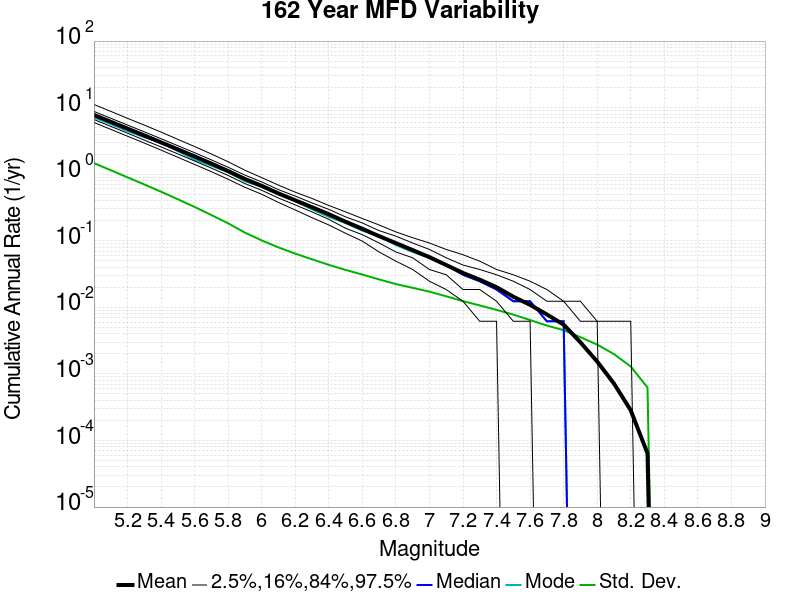 162 Year MFD Variability
10^2
10^1
10^0
10^-1
10^-2
10^-3
10^-4
10^-5
Cumulative Annual Rate (1/yr)
5.2 5.4 5.6 5.8 6 6.2 6.4 6.6 6.8 7 7.2 7.4 7.6 7.8 8 8.2 8.4 8.6 8.8 9
Magnitude
Mean 2.5%,16%,84%,97.5% Median Mode Std. Dev.